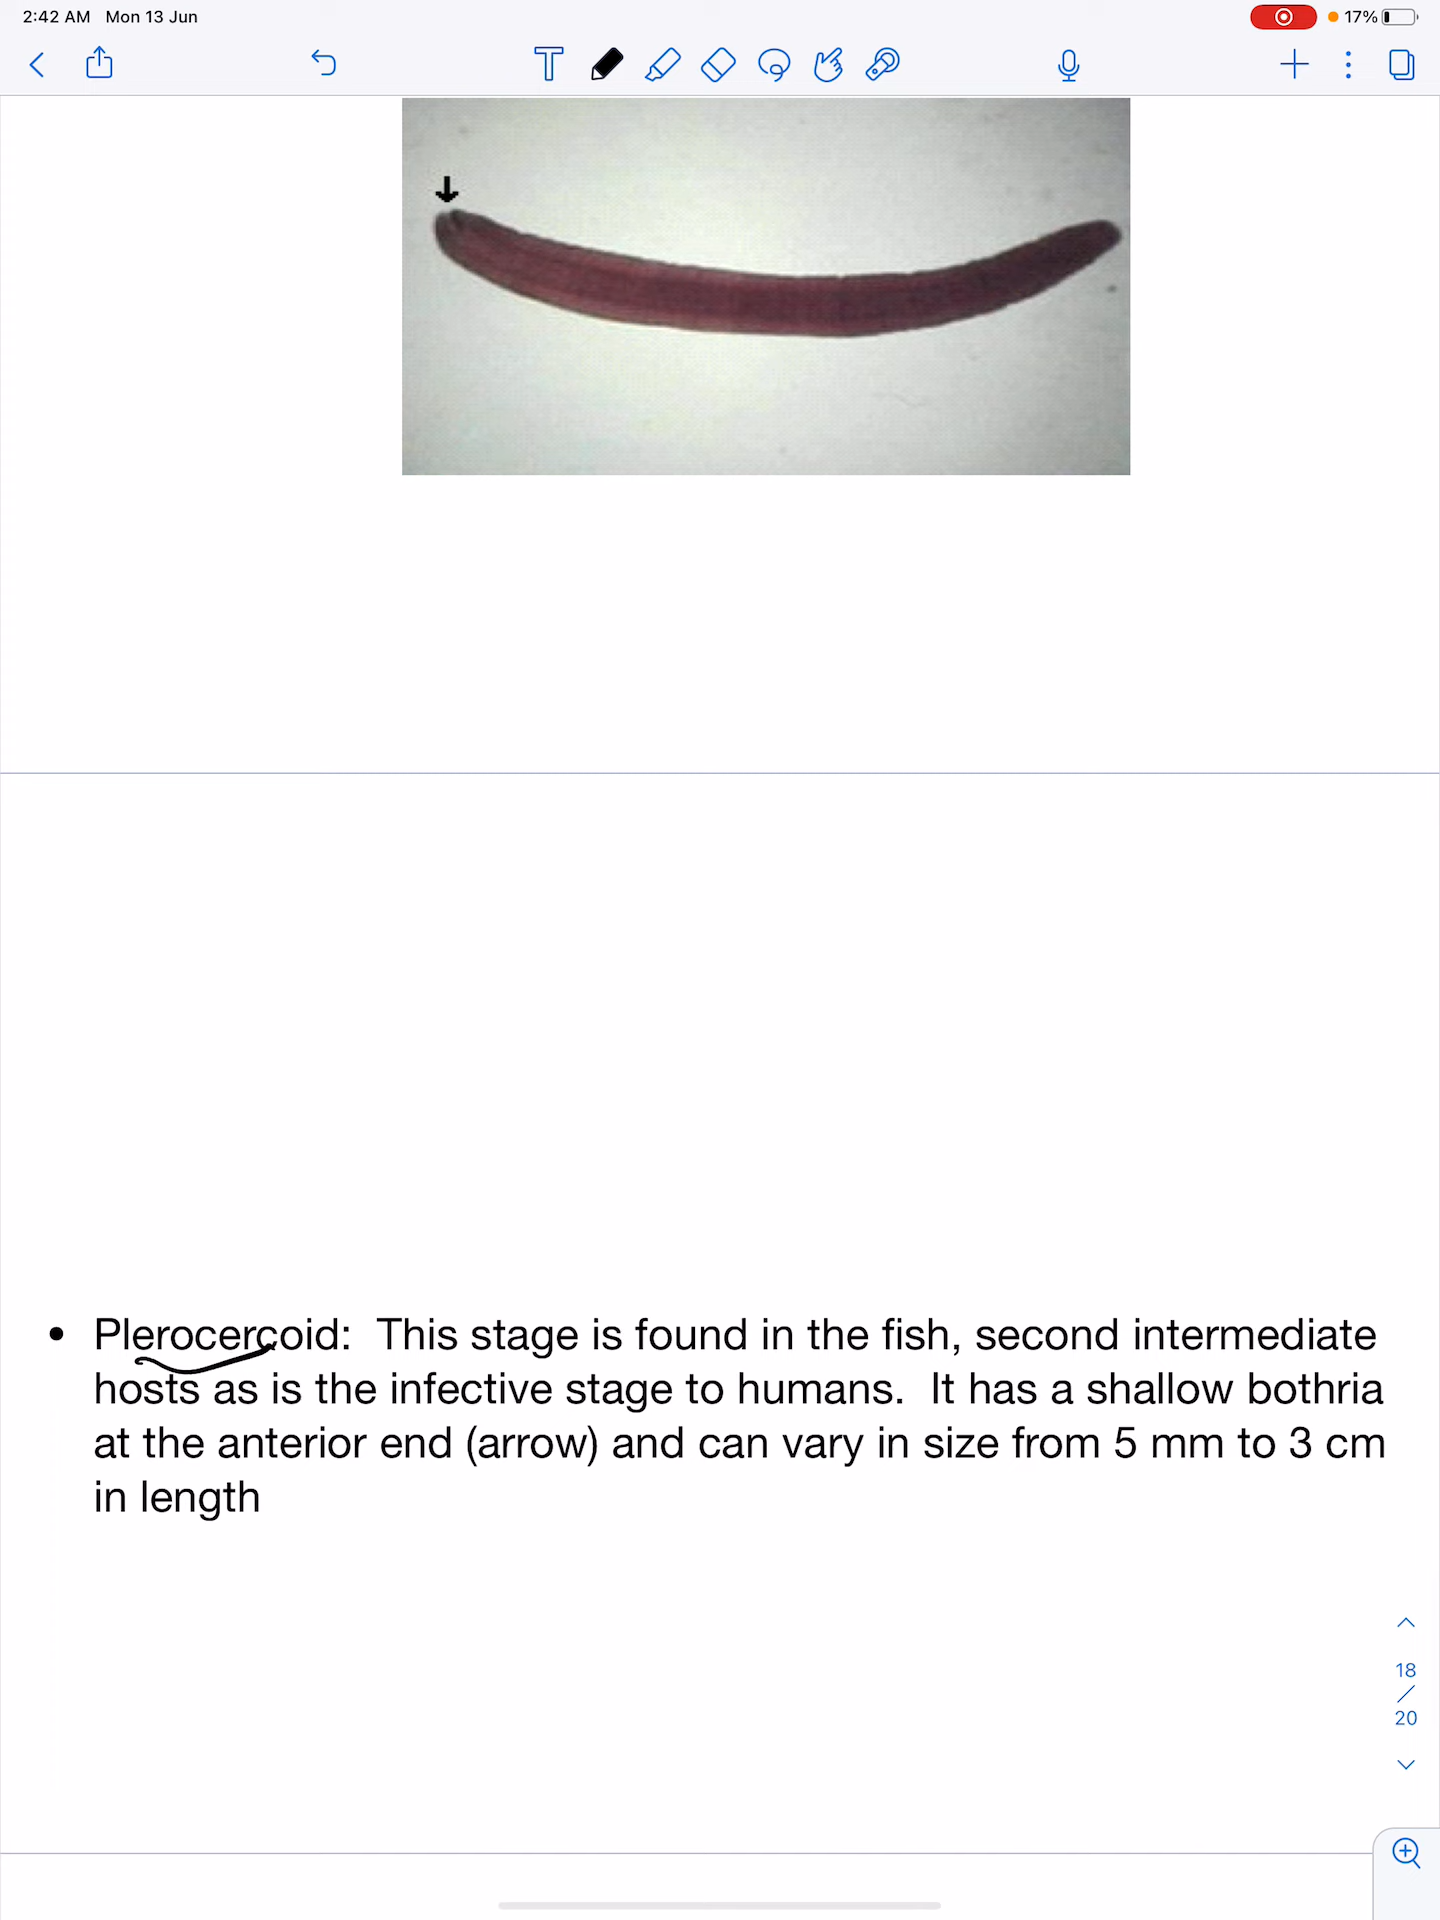 2:42 AM Mon 13 Jun
17%
• Plerocercoid: This stage is found in the fish, second intermediate
hosts as is the infective stage to humans. It has a shallow bothria
at the anterior end (arrow) and can vary in size from 5 mm to 3 cm
in length
18
/
20